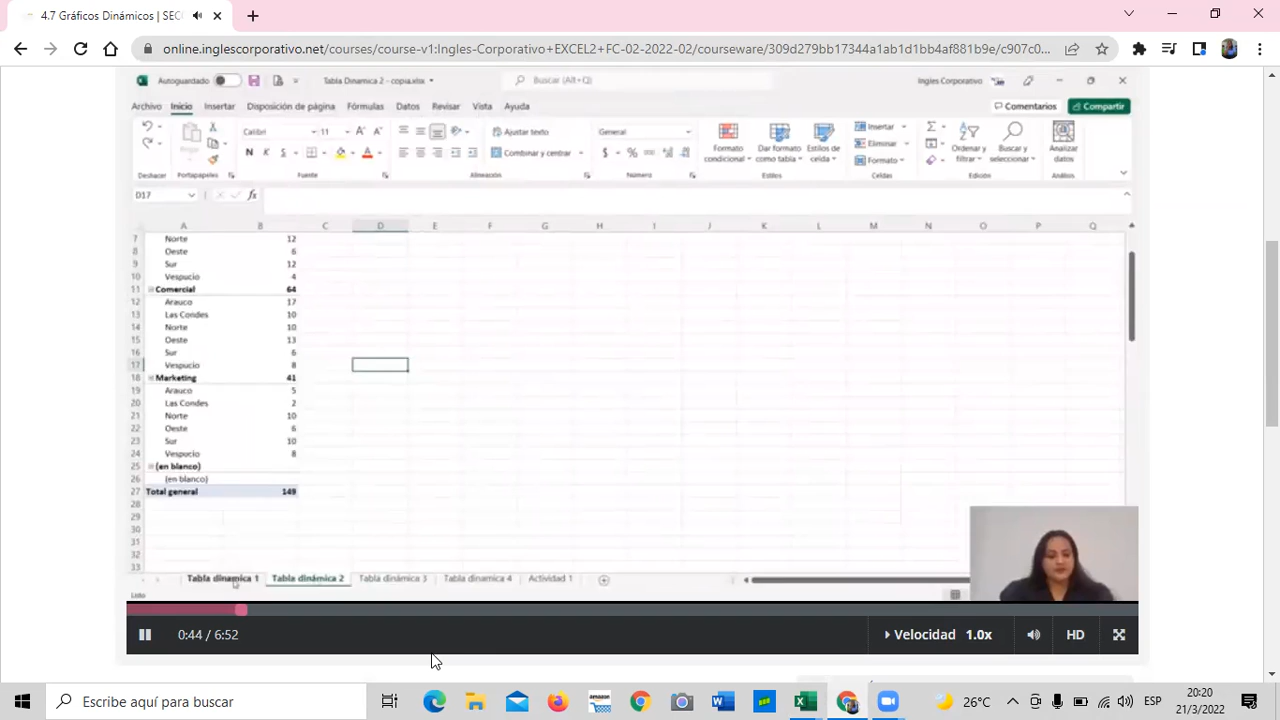 4.7 Gráficos Dinámicos | SEC
online.inglescorporativo.net/courses/course-v1:Ingles-Corporativo+EXCEL2+FC-02-2022-02/courseware/309d279bb17344a1ab1d1bb4af881b9e/c907c0...
Autoguardado Tabla Dinamica 2 - copia.xlsx Buscar (Alt+Q) Ingles Corporativo
Archivo Inicio Insertar Disposición de página Fórmulas Datos Revisar Vista Ayuda Comentarios Compartir
Calibri 11 Ajustar texto General Insertar
N K S Combinar y centrar $ % 000 Formato condicional Dar formato como tabla Estilos de celda Eliminar Ordenar y filtrar Buscar y seleccionar Analizar datos
Formato
Deshacer Portapapeles Fuente Alineación Número Estilos Celdas Edición Análisis
D17 fx
A B C D E F G H I J K L M N O P Q
7 Norte 12
8 Oeste 6
9 Sur 12
10 Vespucio 4
11 Comercial 64
12 Arauco 17
13 Las Condes 10
14 Norte 10
15 Oeste 13
16 Sur 6
17 Vespucio 8
18 Marketing 41
19 Arauco 5
20 Las Condes 2
21 Norte 10
22 Oeste 6
23 Sur 10
24 Vespucio 8
25 (en blanco)
26 (en blanco)
27 Total general 149
28
29
30
31
32
33
Tabla dinamica 1 Tabla dinámica 2 Tabla dinámica 3 Tabla dinamica 4 Actividad 1
Listo
0:44 / 6:52 Velocidad 1.0x HD
Escribe aquí para buscar amazon 26°C ESP 20:20
21/3/2022